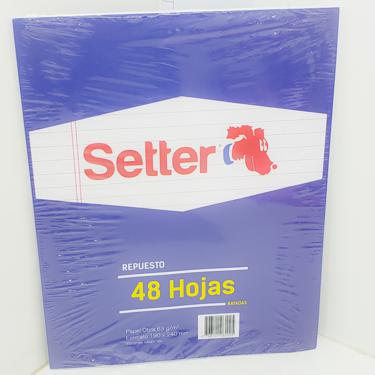 Setter
REPUESTO
48 Hojas
RAYADAS
Papel Obra 63 g/m²
Formato 190 x 240 mm